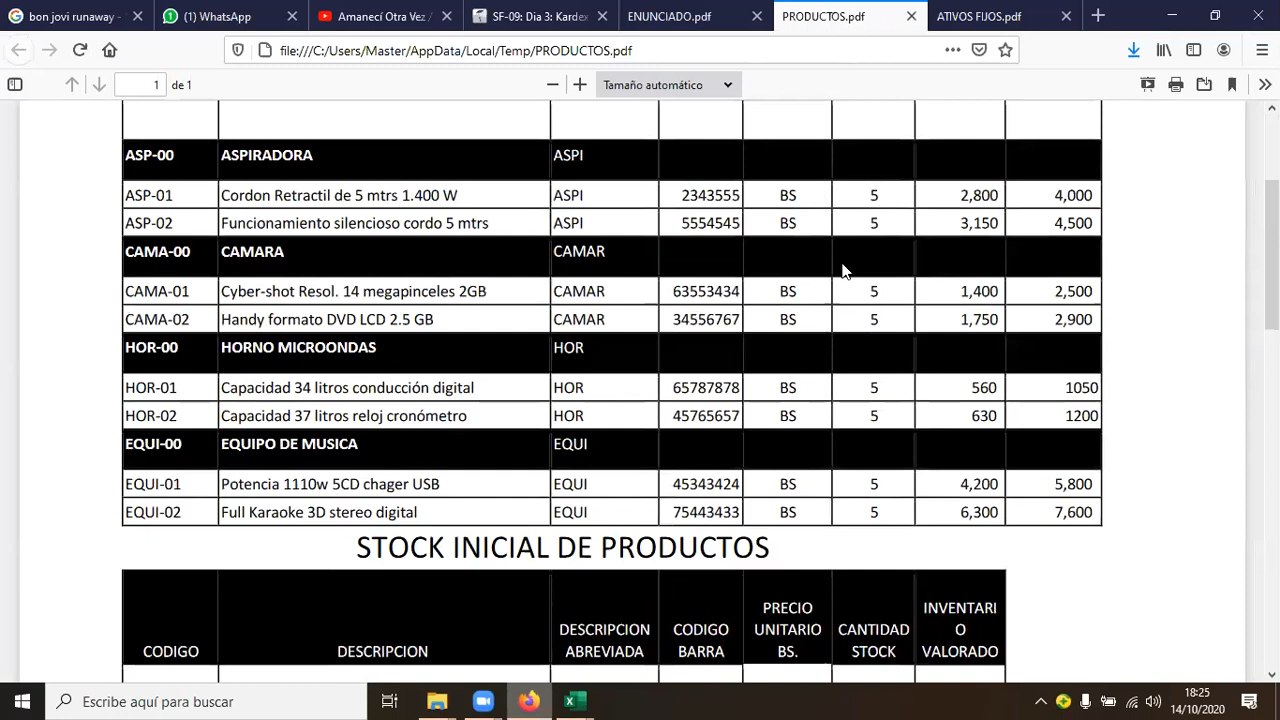 bon jovi runaway -
(1) WhatsApp
Amanecí Otra Vez /
SF-09: Dia 3: Kardex
ENUNCIADO.pdf
PRODUCTOS.pdf
ATIVOS FIJOS.pdf
file:///C:/Users/Master/AppData/Local/Temp/PRODUCTOS.pdf
1 de 1
Tamaño automático
ASP-00 ASPIRADORA ASPI
ASP-01 Cordon Retractil de 5 mtrs 1.400 W ASPI 2343555 BS 5 2,800 4,000
ASP-02 Funcionamiento silencioso cordo 5 mtrs ASPI 5554545 BS 5 3,150 4,500
CAMA-00 CAMARA CAMAR
CAMA-01 Cyber-shot Resol. 14 megapinceles 2GB CAMAR 63553434 BS 5 1,400 2,500
CAMA-02 Handy formato DVD LCD 2.5 GB CAMAR 34556767 BS 5 1,750 2,900
HOR-00 HORNO MICROONDAS HOR
HOR-01 Capacidad 34 litros conducción digital HOR 65787878 BS 5 560 1050
HOR-02 Capacidad 37 litros reloj cronómetro HOR 45765657 BS 5 630 1200
EQUI-00 EQUIPO DE MUSICA EQUI
EQUI-01 Potencia 1110w 5CD chager USB EQUI 45343424 BS 5 4,200 5,800
EQUI-02 Full Karaoke 3D stereo digital EQUI 75443433 BS 5 6,300 7,600
STOCK INICIAL DE PRODUCTOS
PRECIO INVENTARI
DESCRIPCION CODIGO UNITARIO CANTIDAD O
CODIGO DESCRIPCION ABREVIADA BARRA BS. STOCK VALORADO
Escribe aquí para buscar
18:25
14/10/2020